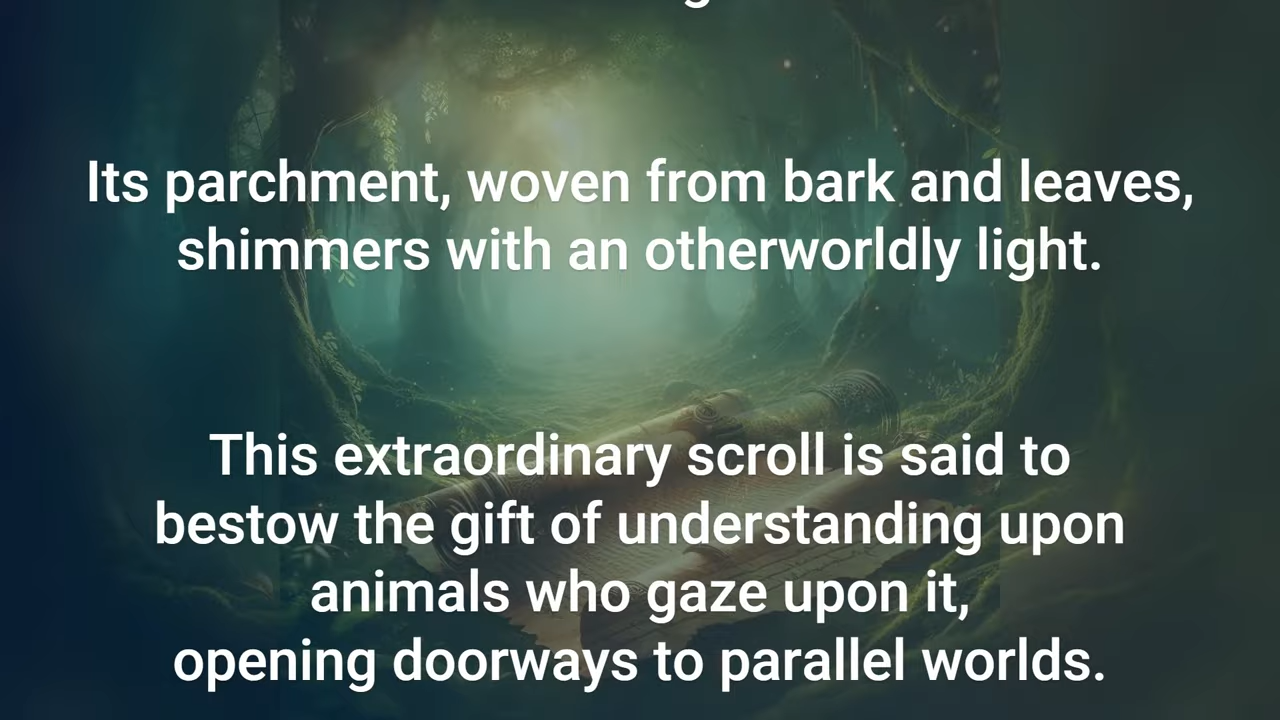 Its parchment, woven from bark and leaves,
shimmers with an otherworldly light.
This extraordinary scroll is said to
bestow the gift of understanding upon
animals who gaze upon it,
opening doorways to parallel worlds.